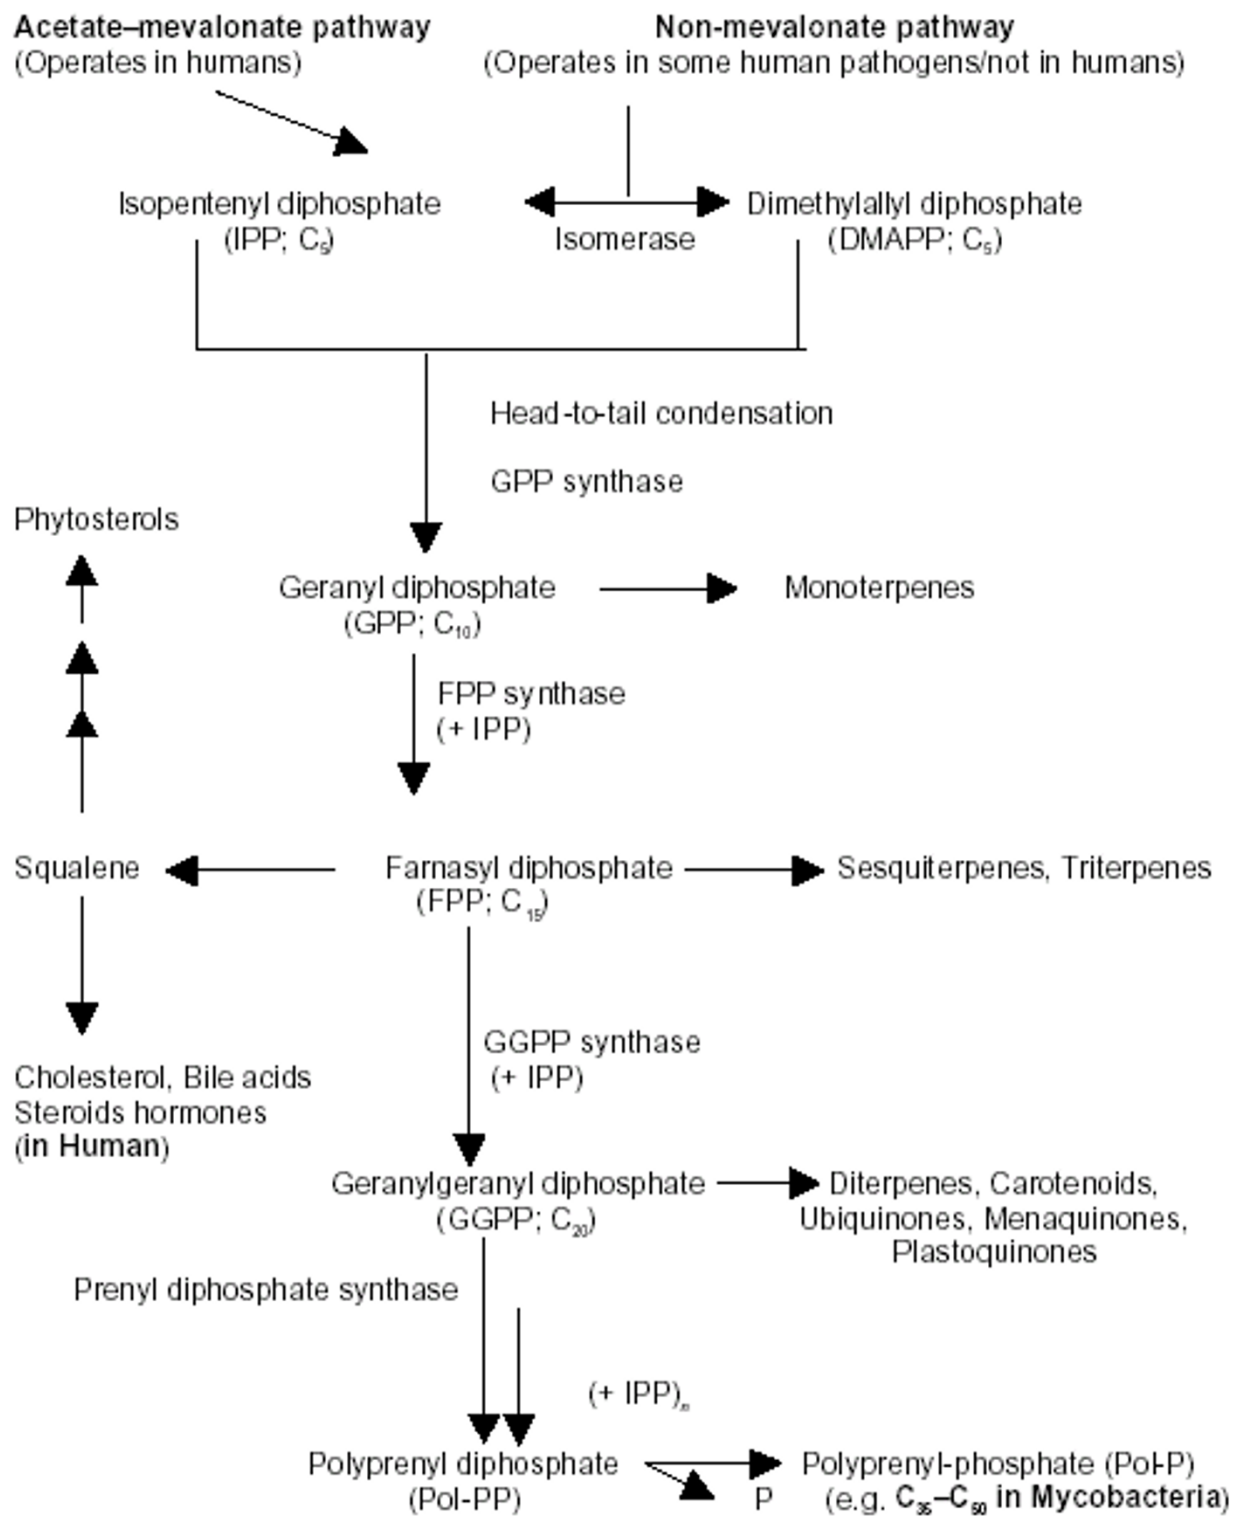 Acetate–mevalonate pathway
(Operates in humans)
Non-mevalonate pathway
(Operates in some human pathogens/not in humans)
Isopentenyl diphosphate
(IPP; C5)
Isomerase
Dimethylallyl diphosphate
(DMAPP; C5)
Head-to-tail condensation
GPP synthase
Phytosterols
Geranyl diphosphate
(GPP; C10)
Monoterpenes
FPP synthase
(+ IPP)
Squalene
Farnasyl diphosphate
(FPP; C15)
Sesquiterpenes, Triterpenes
GGPP synthase
(+ IPP)
Cholesterol, Bile acids
Steroids hormones
(in Human)
Geranylgeranyl diphosphate
(GGPP; C20)
Diterpenes, Carotenoids,
Ubiquinones, Menaquinones,
Plastoquinones
Prenyl diphosphate synthase
(+ IPP)n
Polyprenyl diphosphate
(Pol-PP)
P
Polyprenyl-phosphate (Pol-P)
(e.g. C35–C50 in Mycobacteria)